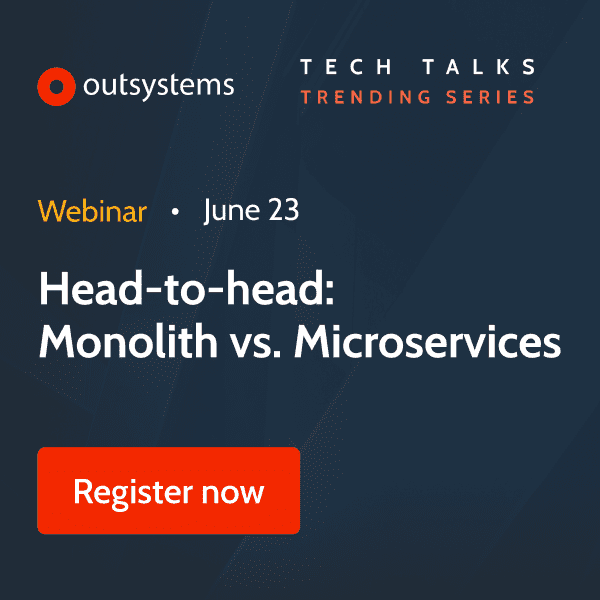 outsystems
TECH TALKS
TRENDING SERIES
Webinar • June 23
Head-to-head:
Monolith vs. Microservices
Register now